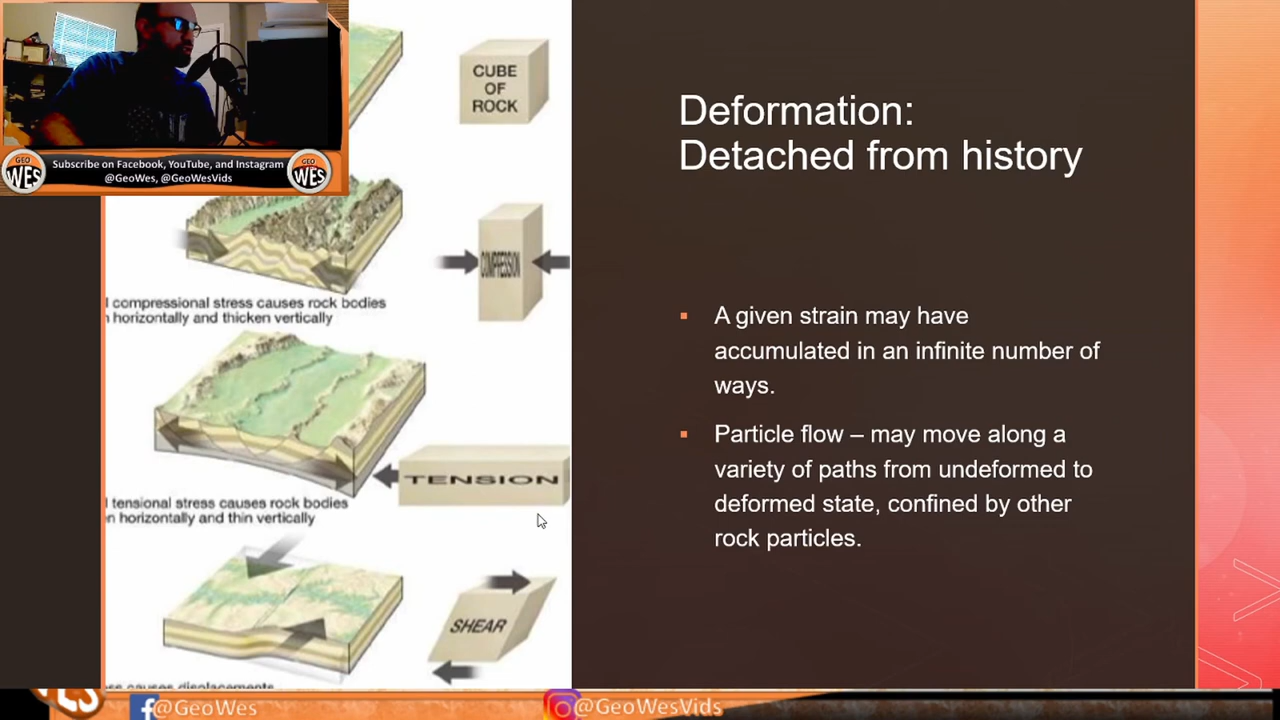 CUBE
OF
ROCK
GEO
WES
Subscribe on Facebook, YouTube, and Instagram
@GeoWes, @GeoWesVids
GEO
WES
COMPRESSION
compressional stress causes rock bodies
horizontally and thicken vertically
TENSION
tensional stress causes rock bodies
horizontally and thin vertically
SHEAR
causes displacements
Deformation:
Detached from history
▪ A given strain may have
accumulated in an infinite number of
ways.
▪ Particle flow – may move along a
variety of paths from undeformed to
deformed state, confined by other
rock particles.
@GeoWes
@GeoWesVids